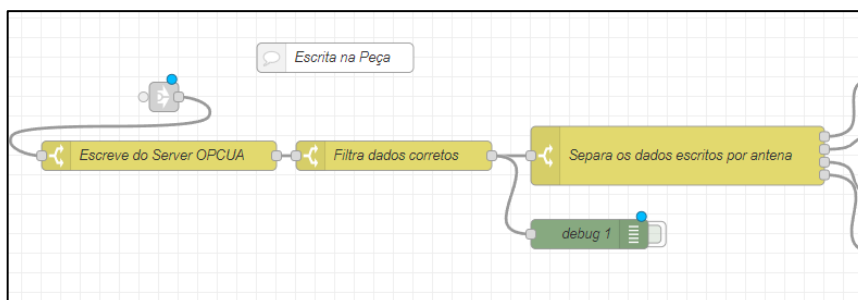 Escrita na Peça
Escreve do Server OPCUA
Filtra dados corretos
Separa os dados escritos por antena
debug 1